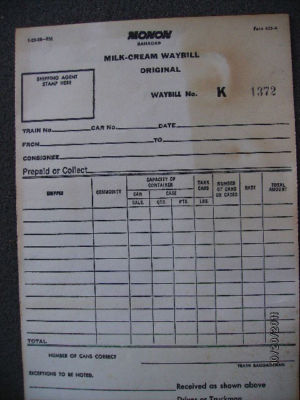 MONON
RAILROAD
MILK-CREAM WAYBILL
ORIGINAL
SHIPPING AGENT
STAMP HERE
WAYBILL No. K 1372
TRAIN No. CAR No. DATE
FROM TO
CONSIGNEE
Prepaid or Collect
SHIPPER COMMODITY CAPACITY OF CONTAINER TARE CANS NUMBER OF CANS OR CASES RATE TOTAL AMOUNT
CAN CASE
GALS. QTS. PTS. LBS.
TOTAL
NUMBER OF CANS CORRECT
TRAIN BAGGAGEMAN
EXCEPTIONS TO BE NOTED.
Received as shown above
Driver or Truckman
10/20/2011